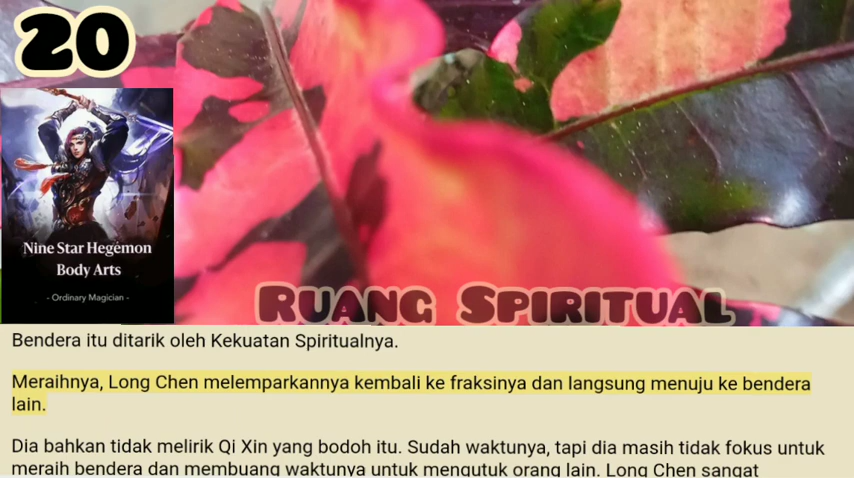 20
Nine Star Hegemon
Body Arts
- Ordinary Magician -
Ruang Spiritual
Bendera itu ditarik oleh Kekuatan Spiritualnya.
Meraihnya, Long Chen melemparkannya kembali ke fraksinya dan langsung menuju ke bendera
lain.
Dia bahkan tidak melirik Qi Xin yang bodoh itu. Sudah waktunya, tapi dia masih tidak fokus untuk
meraih bendera dan membuang waktunya untuk mengutuk orang lain. Long Chen sangat